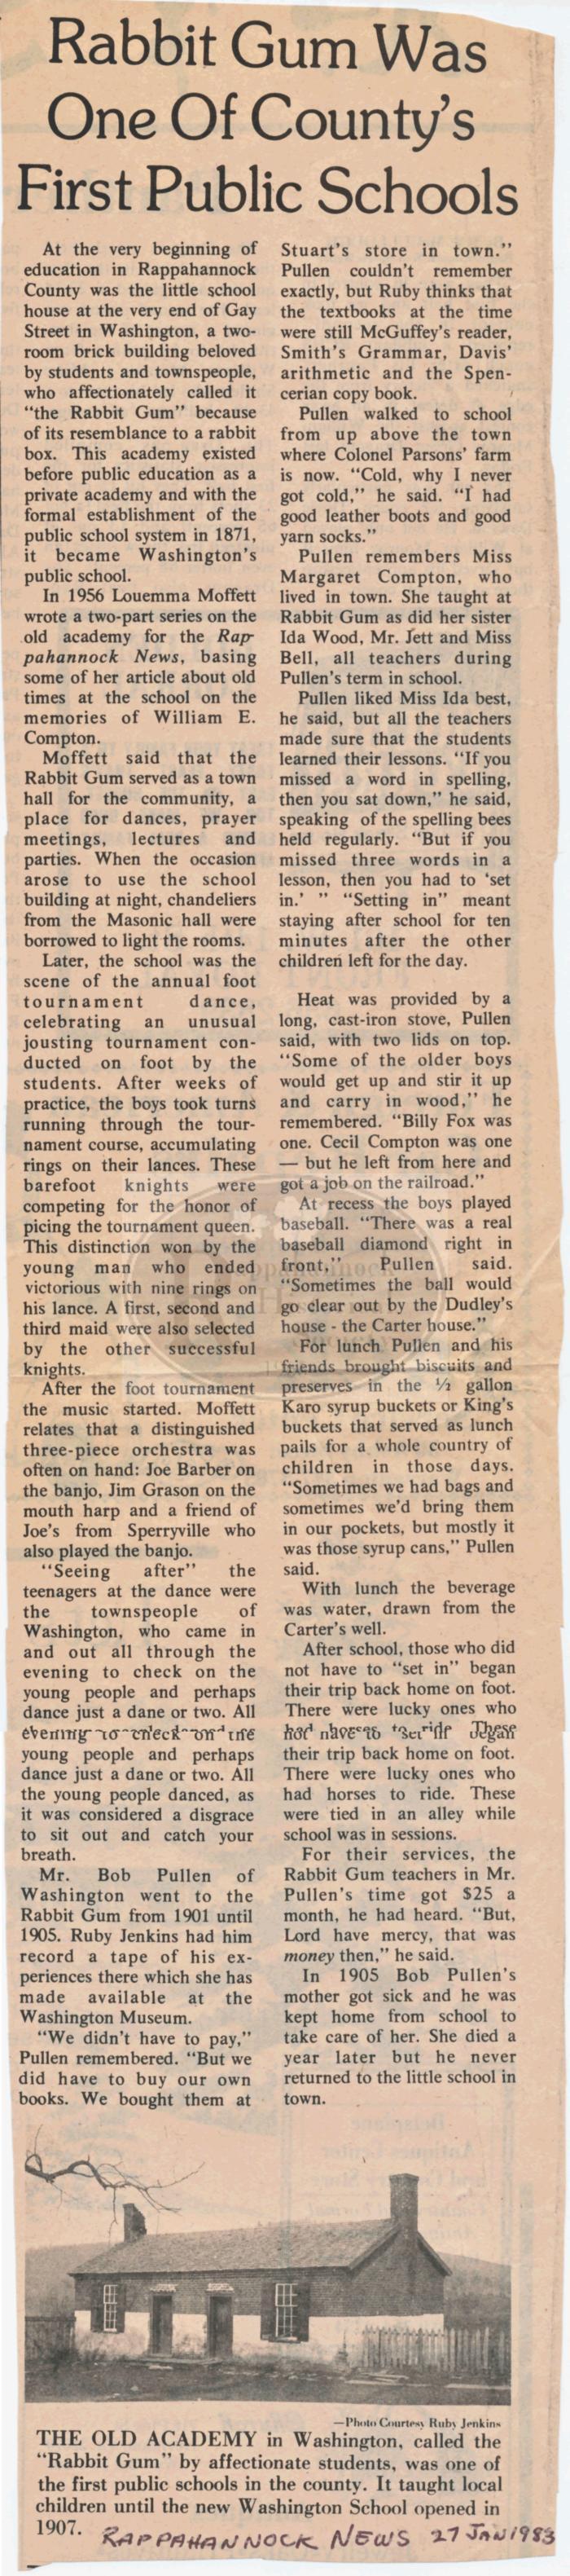 Rabbit Gum Was
One Of County's
First Public Schools
At the very beginning of
education in Rappahannock
County was the little school
house at the very end of Gay
Street in Washington, a two-
room brick building beloved
by students and townspeople,
who affectionately called it
"the Rabbit Gum" because
of its resemblance to a rabbit
box. This academy existed
before public education as a
private academy and with the
formal establishment of the
public school system in 1871,
it became Washington's
public school.
In 1956 Louemma Moffett
wrote a two-part series on the
old academy for the Rap-
pahannock News, basing
some of her article about old
times at the school on the
memories of William E.
Compton.
Moffett said that the
Rabbit Gum served as a town
hall for the community, a
place for dances, prayer
meetings, lectures and
parties. When the occasion
arose to use the school
building at night, chandeliers
from the Masonic hall were
borrowed to light the rooms.
Later, the school was the
scene of the annual foot
tournament dance,
celebrating an unusual
jousting tournament con-
ducted on foot by the
students. After weeks of
practice, the boys took turns
running through the tour-
nament course, accumulating
rings on their lances. These
barefoot knights were
competing for the honor of
picing the tournament queen.
This distinction won by the
young man who ended
victorious with nine rings on
his lance. A first, second and
third maid were also selected
by the other successful
knights.
After the foot tournament
the music started. Moffett
relates that a distinguished
three-piece orchestra was
often on hand: Joe Barber on
the banjo, Jim Grason on the
mouth harp and a friend of
Joe's from Sperryville who
also played the banjo.
"Seeing after" the
teenagers at the dance were
the townspeople of
Washington, who came in
and out all through the
evening to check on the
young people and perhaps
dance just a dane or two. All
evening to check on the
young people and perhaps
dance just a dane or two. All
the young people danced, as
it was considered a disgrace
to sit out and catch your
breath.
Mr. Bob Pullen of
Washington went to the
Rabbit Gum from 1901 until
1905. Ruby Jenkins had him
record a tape of his ex-
periences there which she has
made available at the
Washington Museum.
"We didn't have to pay,"
Pullen remembered. "But we
did have to buy our own
books. We bought them at
Stuart's store in town."
Pullen couldn't remember
exactly, but Ruby thinks that
the textbooks at the time
were still McGuffey's reader,
Smith's Grammar, Davis'
arithmetic and the Spen-
cerian copy book.
Pullen walked to school
from up above the town
where Colonel Parsons' farm
is now. "Cold, why I never
got cold," he said. "I had
good leather boots and good
yarn socks."
Pullen remembers Miss
Margaret Compton, who
lived in town. She taught at
Rabbit Gum as did her sister
Ida Wood, Mr. Jett and Miss
Bell, all teachers during
Pullen's term in school.
Pullen liked Miss Ida best,
he said, but all the teachers
made sure that the students
learned their lessons. "If you
missed a word in spelling,
then you sat down," he said,
speaking of the spelling bees
held regularly. "But if you
missed three words in a
lesson, then you had to 'set
in.' " "Setting in" meant
staying after school for ten
minutes after the other
children left for the day.
Heat was provided by a
long, cast-iron stove, Pullen
said, with two lids on top.
"Some of the older boys
would get up and stir it up
and carry in wood," he
remembered. "Billy Fox was
one. Cecil Compton was one
— but he left from here and
got a job on the railroad."
At recess the boys played
baseball. "There was a real
baseball diamond right in
front," Pullen said.
"Sometimes the ball would
go clear out by the Dudley's
house - the Carter house."
For lunch Pullen and his
friends brought biscuits and
preserves in the ½ gallon
Karo syrup buckets or King's
buckets that served as lunch
pails for a whole country of
children in those days.
"Sometimes we had bags and
sometimes we'd bring them
in our pockets, but mostly it
was those syrup cans," Pullen
said.
With lunch the beverage
was water, drawn from the
Carter's well.
After school, those who did
not have to "set in" began
their trip back home on foot.
There were lucky ones who
their trip back home on foot.
There were lucky ones who
had horses to ride. These
were tied in an alley while
school was in sessions.
For their services, the
Rabbit Gum teachers in Mr.
Pullen's time got $25 a
month, he had heard. "But,
Lord have mercy, that was
money then," he said.
In 1905 Bob Pullen's
mother got sick and he was
kept home from school to
take care of her. She died a
year later but he never
returned to the little school in
town.
—Photo Courtesy Ruby Jenkins
THE OLD ACADEMY in Washington, called the
"Rabbit Gum" by affectionate students, was one of
the first public schools in the county. It taught local
children until the new Washington School opened in
1907. RAPPAHANNOCK NEWS 27 JAN 1983